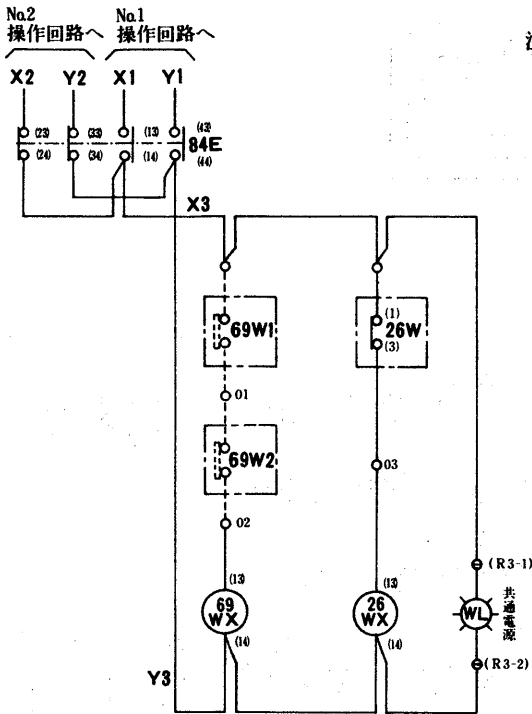 No.2 No.1
操作回路へ 操作回路へ
X2 Y2 X1 Y1
(23) (33) (13) (43)
84E
(24) (34) (14) (44)
X3
(1)
69W1 26W
(3)
01
69W2
03
02
(R3-1)
(13) (13)
69 WX
26 WX
WL
共通電源
(14) (14)
(R3-2)
Y3